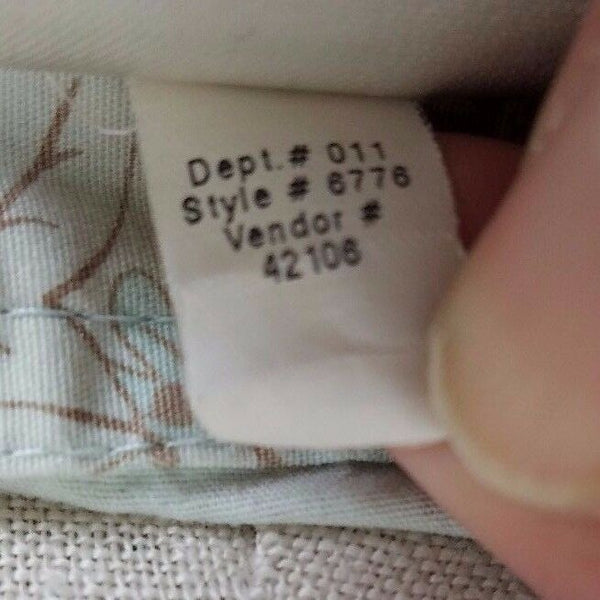 Dept.# 011
Style # 6776
Vendor #
42106